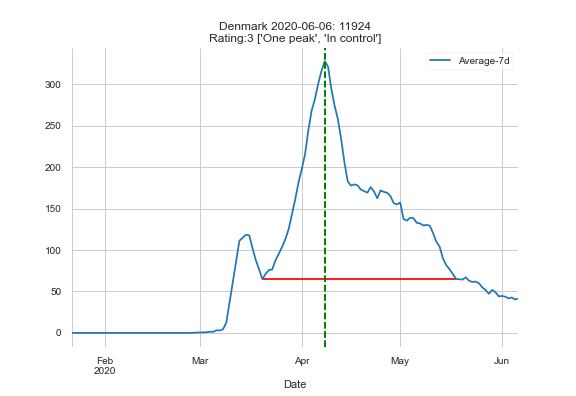 Denmark 2020-06-06: 11924
Rating:3 ['One peak', 'In control']
Average-7d
300
250
200
150
100
50
0
Feb Mar Apr May Jun
2020
Date